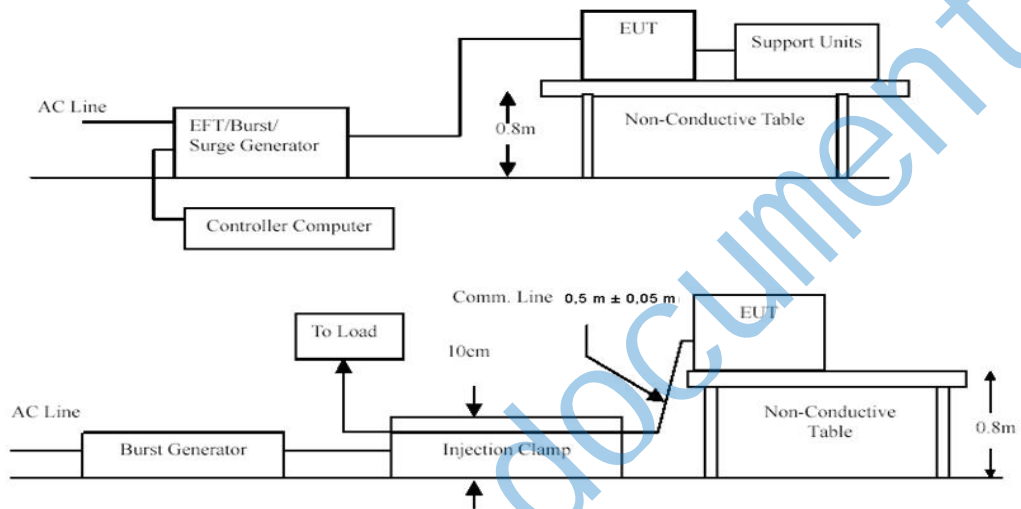 EUT
Support Units
AC Line
EFT/Burst/
Surge Generator
0.8m
Non-Conductive Table
Controller Computer
Comm. Line 0,5 m ± 0,05 m
EUT
To Load
10cm
AC Line
Non-Conductive
Table
0.8m
Burst Generator
Injection Clamp
document